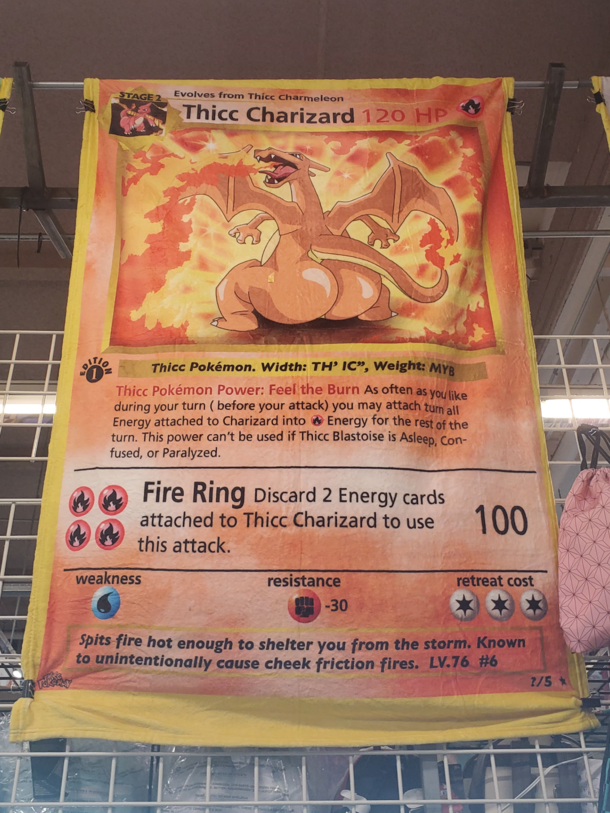 STAGE 2
Evolves from Thicc Charmeleon
Thicc Charizard 120 HP
EDITION
1
Thicc Pokémon. Width: TH' IC”, Weight: MYB
Thicc Pokémon Power: Feel the Burn As often as you like
during your turn ( before your attack) you may attach turn all
Energy attached to Charizard into Energy for the rest of the
turn. This power can't be used if Thicc Blastoise is Asleep, Con-
fused, or Paralyzed.
Fire Ring Discard 2 Energy cards
attached to Thicc Charizard to use
this attack.
100
weakness
resistance
retreat cost
-30
Spits fire hot enough to shelter you from the storm. Known
to unintentionally cause cheek friction fires. LV.76 #6
?/5